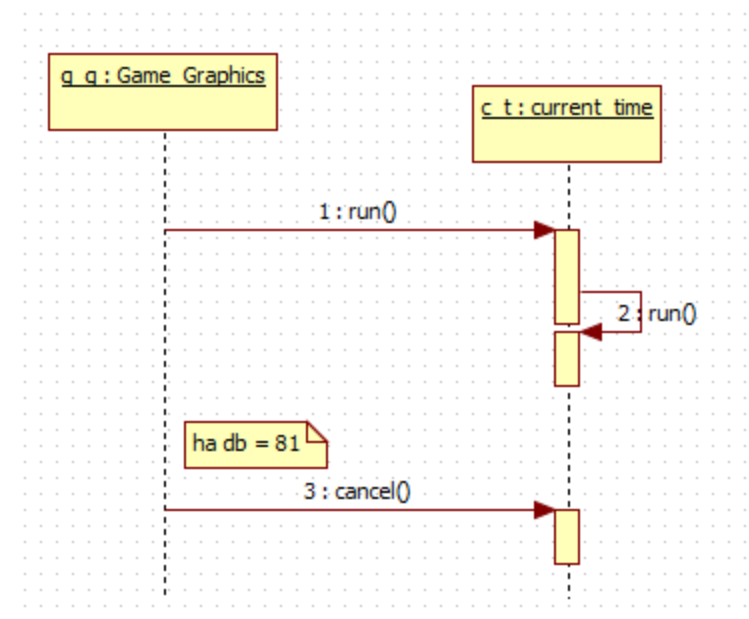 g_g : Game_Graphics
c_t : current_time
1 : run()
2 : run()
ha db = 81
3 : cancel()